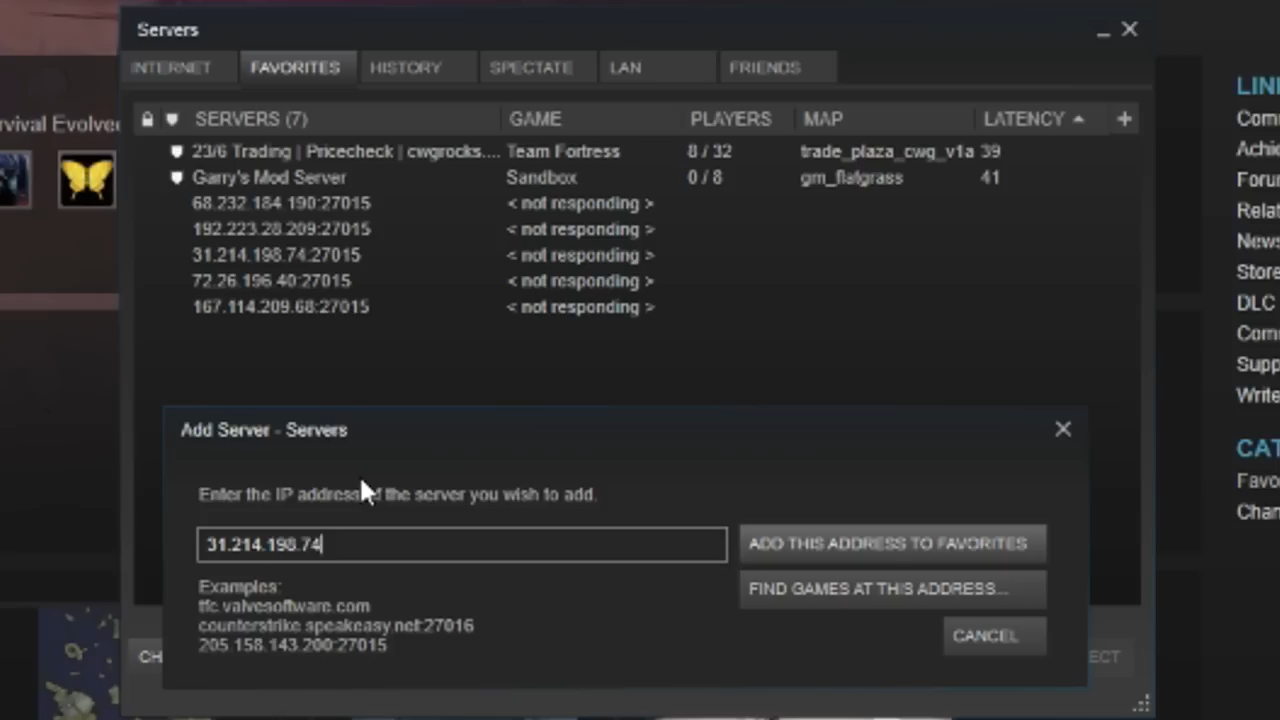 Servers
INTERNET FAVORITES HISTORY SPECTATE LAN FRIENDS
SERVERS (7) GAME PLAYERS MAP LATENCY
23/6 Trading | Pricecheck | cwgrocks.... Team Fortress 8 / 32 trade_plaza_cwg_v1a 39
Garry's Mod Server Sandbox 0 / 8 gm_flatgrass 41
68.232.184.190:27015 < not responding >
192.223.28.209:27015 < not responding >
31.214.198.74:27015 < not responding >
72.26.196.40:27015 < not responding >
167.114.209.68:27015 < not responding >
Add Server - Servers
Enter the IP address of the server you wish to add.
31.214.198.74
ADD THIS ADDRESS TO FAVORITES
FIND GAMES AT THIS ADDRESS...
CANCEL
Examples:
tfc.valvesoftware.com
counterstrike.speakeasy.net:27016
205.158.143.200:27015
CH
ECT
rvival Evolve
LIN
Com
Achi
Foru
Relat
News
Store
DLC
Com
Supp
Write
CAT
Favo
Chan